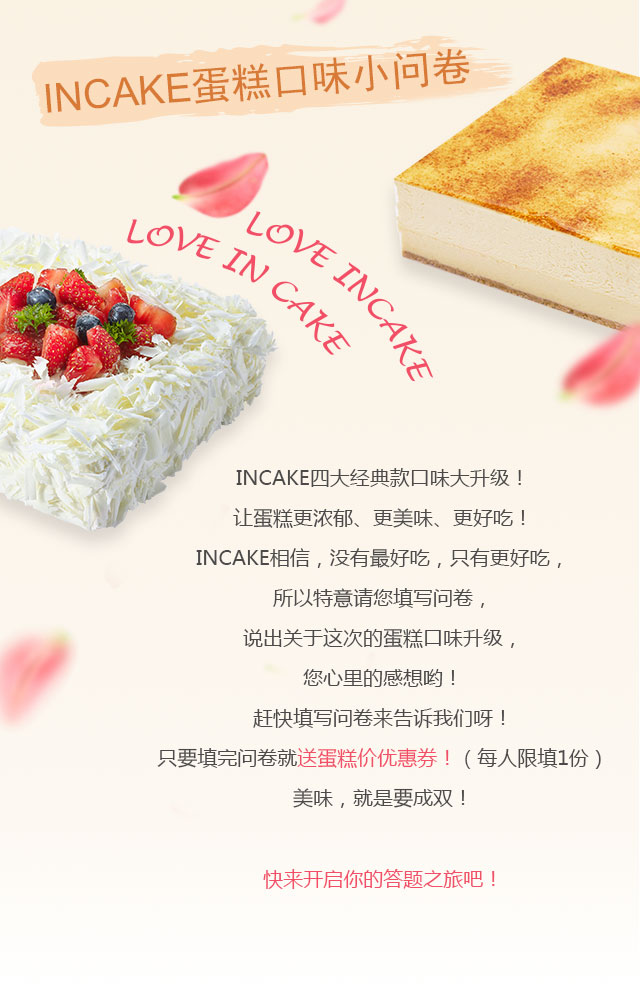 INCAKE蛋糕口味小问卷
LOVE INCAKE
LOVE IN CAKE
INCAKE四大经典款口味大升级！
让蛋糕更浓郁、更美味、更好吃！
INCAKE相信，没有最好吃，只有更好吃，
所以特意请您填写问卷，
说出关于这次的蛋糕口味升级，
您心里的感想哟！
赶快填写问卷来告诉我们呀！
只要填完问卷就送蛋糕价优惠券！（每人限填1份）
美味，就是要成双！
快来开启你的答题之旅吧！